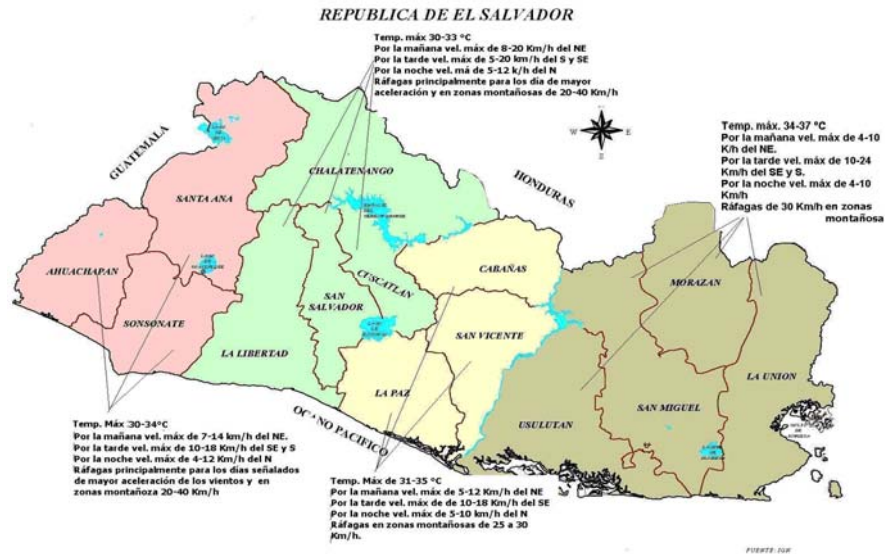 REPUBLICA DE EL SALVADOR
Temp. máx 30-33 °C
Por la mañana vel. máx de 8-20 Km/h del NE
Por la tarde vel. máx de 5-20 km/h del S y SE
Por la noche vel. má de 5-12 k/h del N
Ráfagas principalmente para los día de mayor
aceleración y en zonas montañosas de 20-40 Km/h
Temp. máx. 34-37 °C
Por la mañana vel. máx de 4-10
K/h del NE.
Por la tarde vel. máx de 10-24
Km/h del SE y S.
Por la noche vel. máx de 4-10
Km/h
Ráfagas de 30 Km/h en zonas
montañosa
N
W
E
S
GUATEMALA
HONDURAS
CHALATENANGO
SANTA ANA
AHUACHAPAN
SONSONATE
LA LIBERTAD
SAN
SALVADOR
CUSCATLAN
CABAÑAS
SAN VICENTE
LA PAZ
MORAZAN
LA UNION
SAN MIGUEL
USULUTAN
OCANO PACIFICO
Temp. Máx 30-34°C
Por la mañana vel. máx de 7-14 km/h del NE.
Por la tarde vel. máx de 10-18 Km/h del SE y S
Por la noche vel. máx de 4-12 Km/h del N
Ráfagas principalmente para los días señalados
de mayor aceleración de los vientos y en
zonas montañoza 20-40 Km/h
Temp. Máx de 31-35 °C
Por la mañana vel. máx de 5-12 Km/h del NE
Por la tarde vel. máx de de 10-18 Km/h del SE
Por la noche vel. máx de 5-10 km/h del N
Ráfagas en zonas montañosas de 25 a 30
Km/h.
FUENTE: IGN